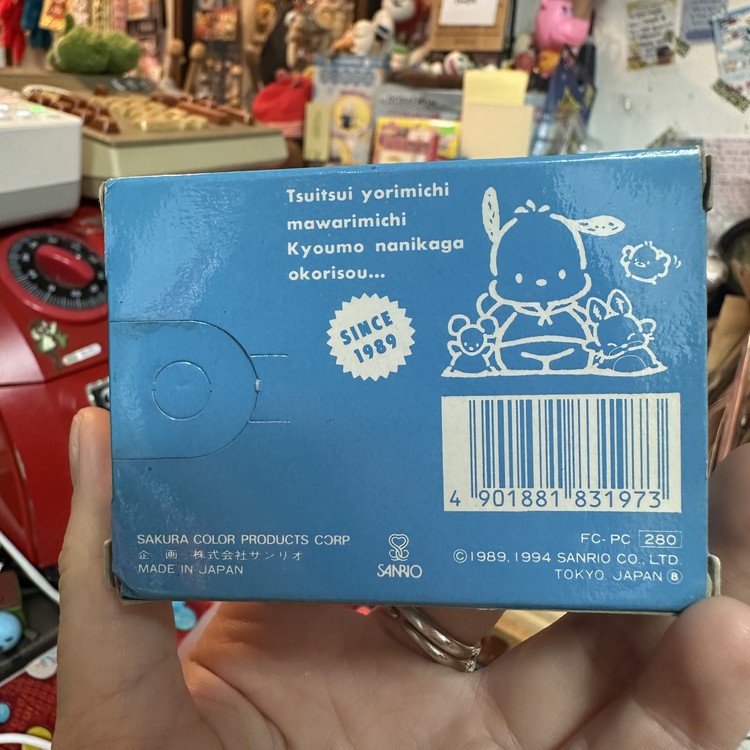 Tsuitsui yorimichi
mawarimichi
Kyoumo nanikaga
okorisou...
SINCE
1989
4 901881 831973
SAKURA COLOR PRODUCTS CORP
企 画 株式会社サンリオ
MADE IN JAPAN
SANRIO
FC-PC 280
©1989, 1994 SANRIO CO., LTD.
TOKYO, JAPAN Ⓑ